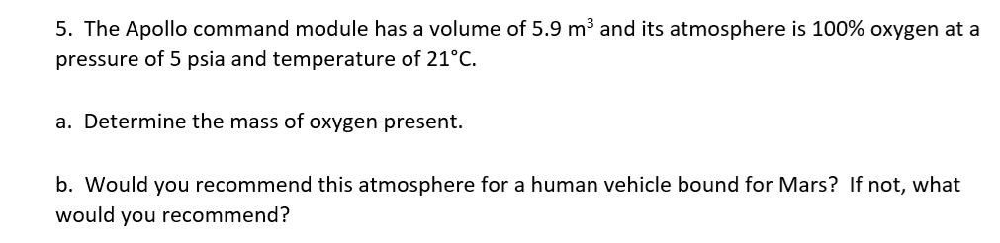 5. The Apollo command module has a volume of 5.9 m³ and its atmosphere is 100% oxygen at a
pressure of 5 psia and temperature of 21°C.
a. Determine the mass of oxygen present.
b. Would you recommend this atmosphere for a human vehicle bound for Mars? If not, what
would you recommend?